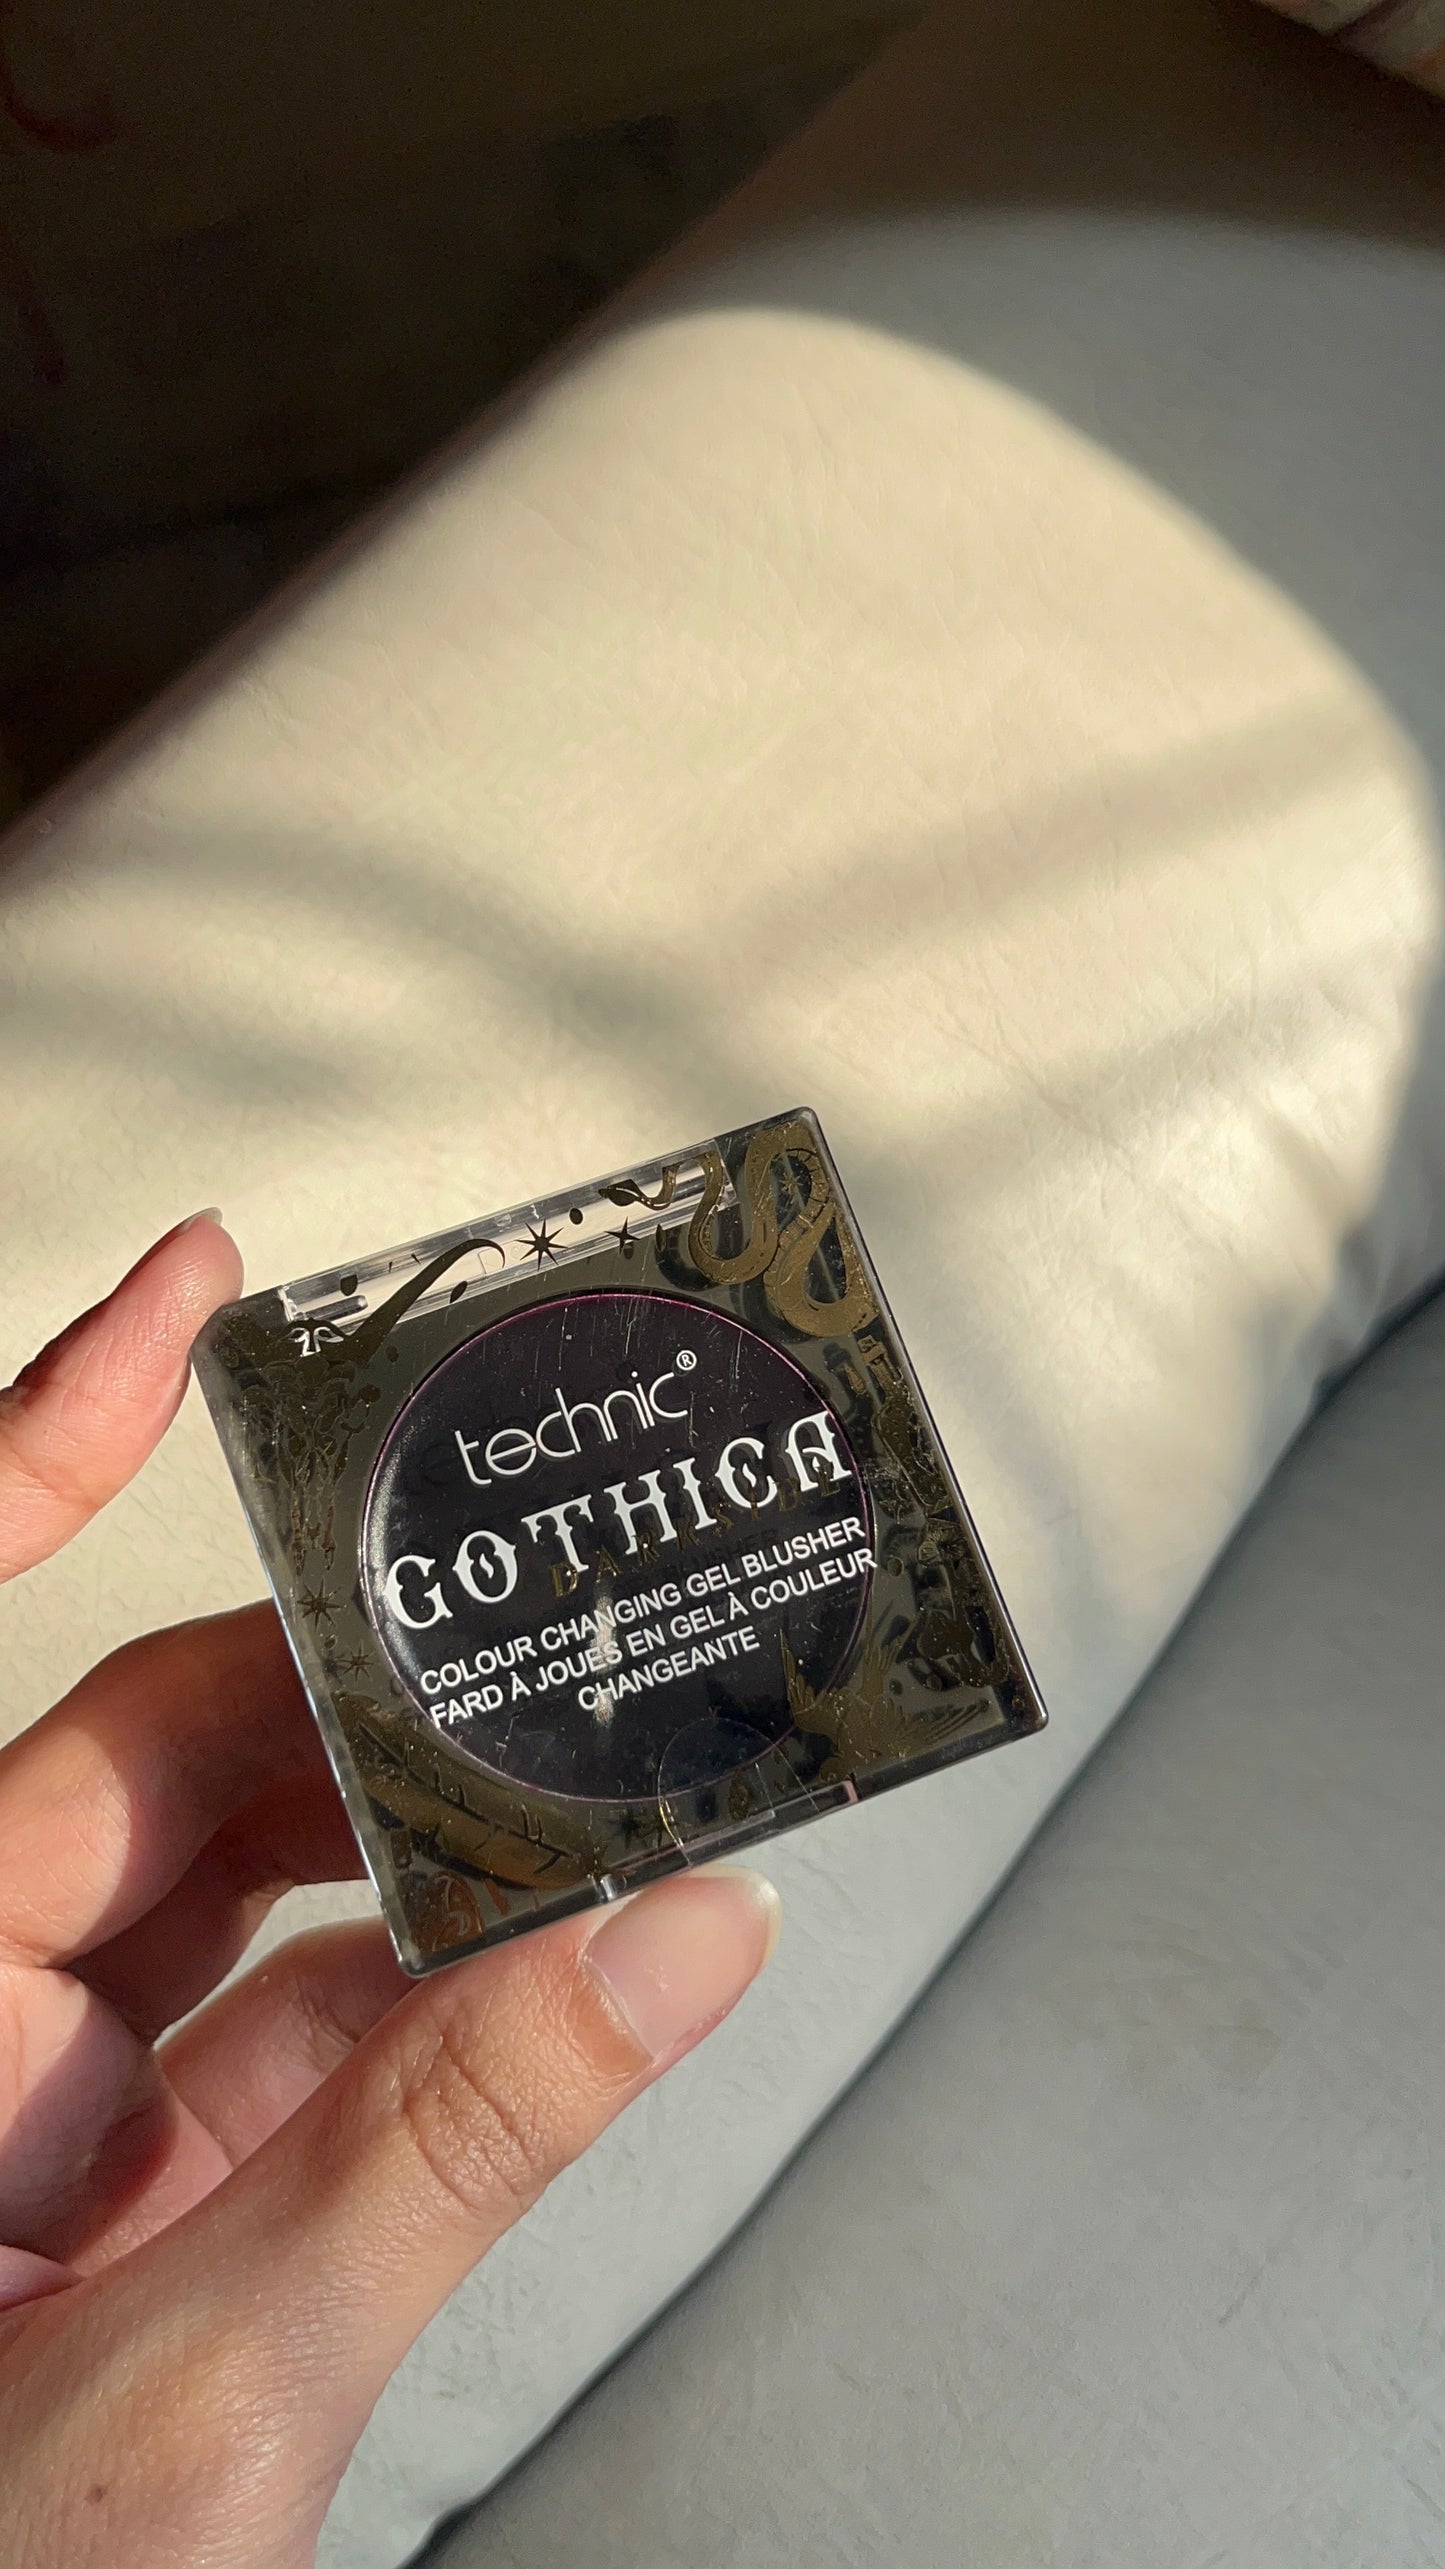 technic®
GOTHICA
DARKSIDE
COLOUR CHANGING GEL BLUSHER
FARD À JOUES EN GEL À COULEUR
CHANGEANTE